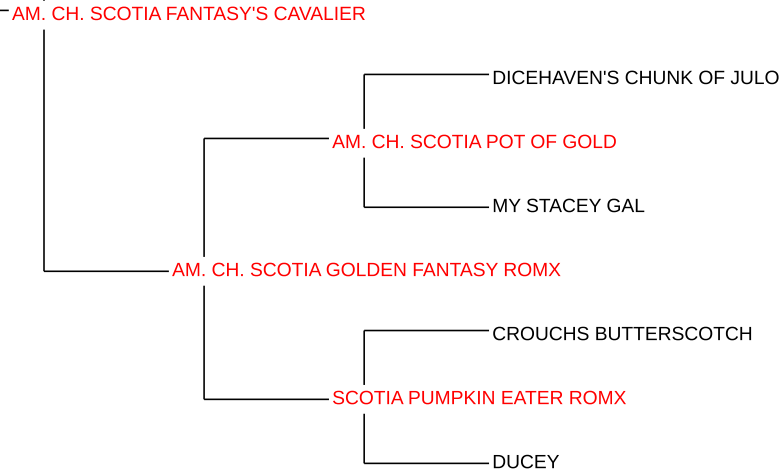 AM. CH. SCOTIA FANTASY'S CAVALIER
DICEHAVEN'S CHUNK OF JULO
AM. CH. SCOTIA POT OF GOLD
MY STACEY GAL
AM. CH. SCOTIA GOLDEN FANTASY ROMX
CROUCHS BUTTERSCOTCH
SCOTIA PUMPKIN EATER ROMX
DUCEY